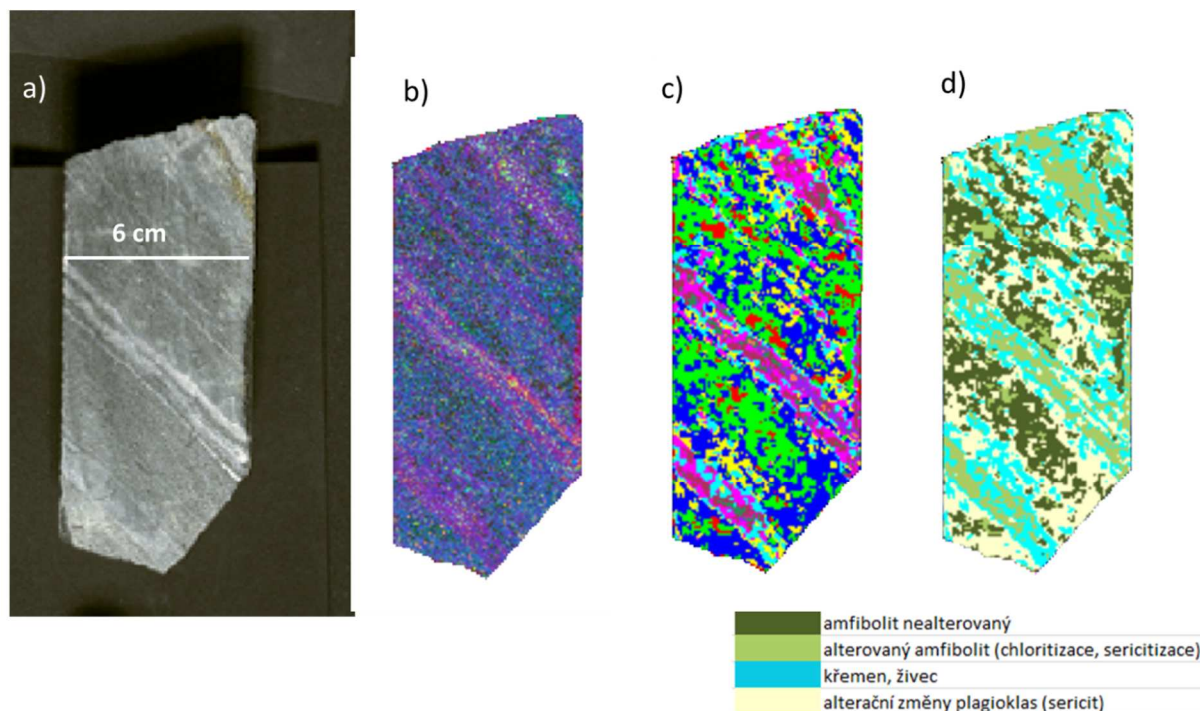 a)
b)
c)
d)
6 cm
amfibolit nealterovaný
alterovaný amfibolit (chloritizace, sericitizace)
křemen, živec
alterační změny plagioklas (sericit)